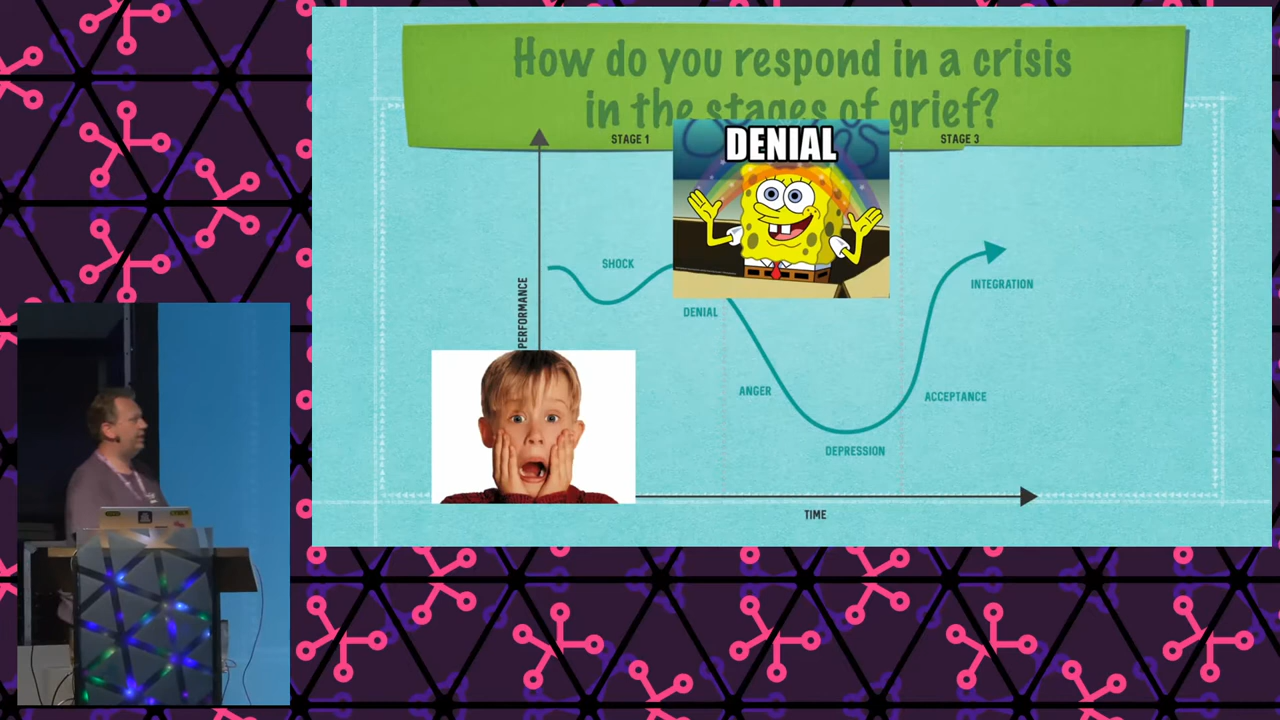 How do you respond in a crisis
in the stages of grief?
STAGE 1
STAGE 3
DENIAL
SHOCK
PERFORMANCE
DENIAL
INTEGRATION
ANGER
ACCEPTANCE
DEPRESSION
TIME